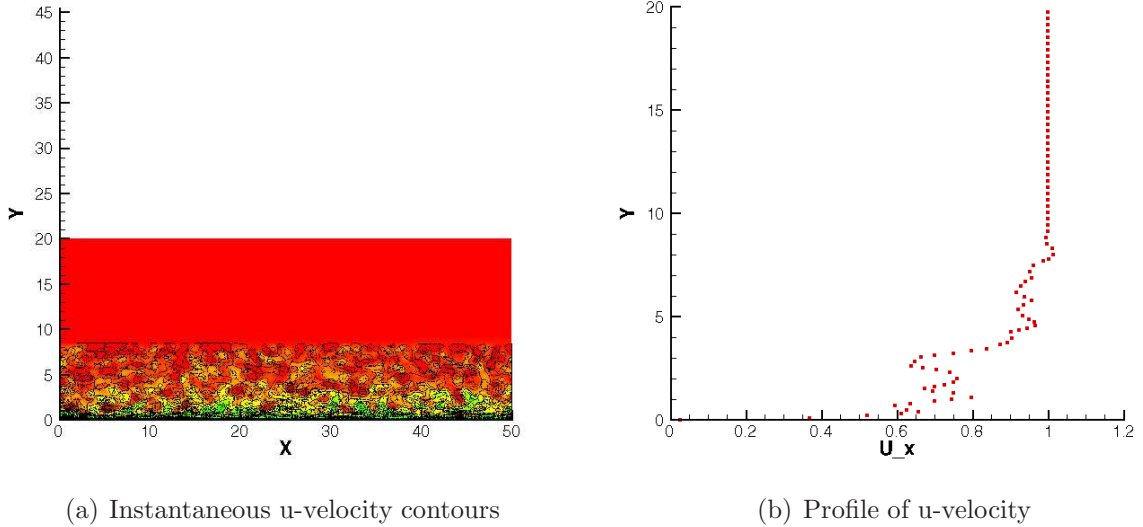 45
40
35
30
25
20
15
10
5
0
Y
0 10 20 30 40 50
X
20
10
0
Y
0 0.2 0.4 0.6 0.8 1 1.2
U_x
(a) Instantaneous u-velocity contours
(b) Profile of u-velocity